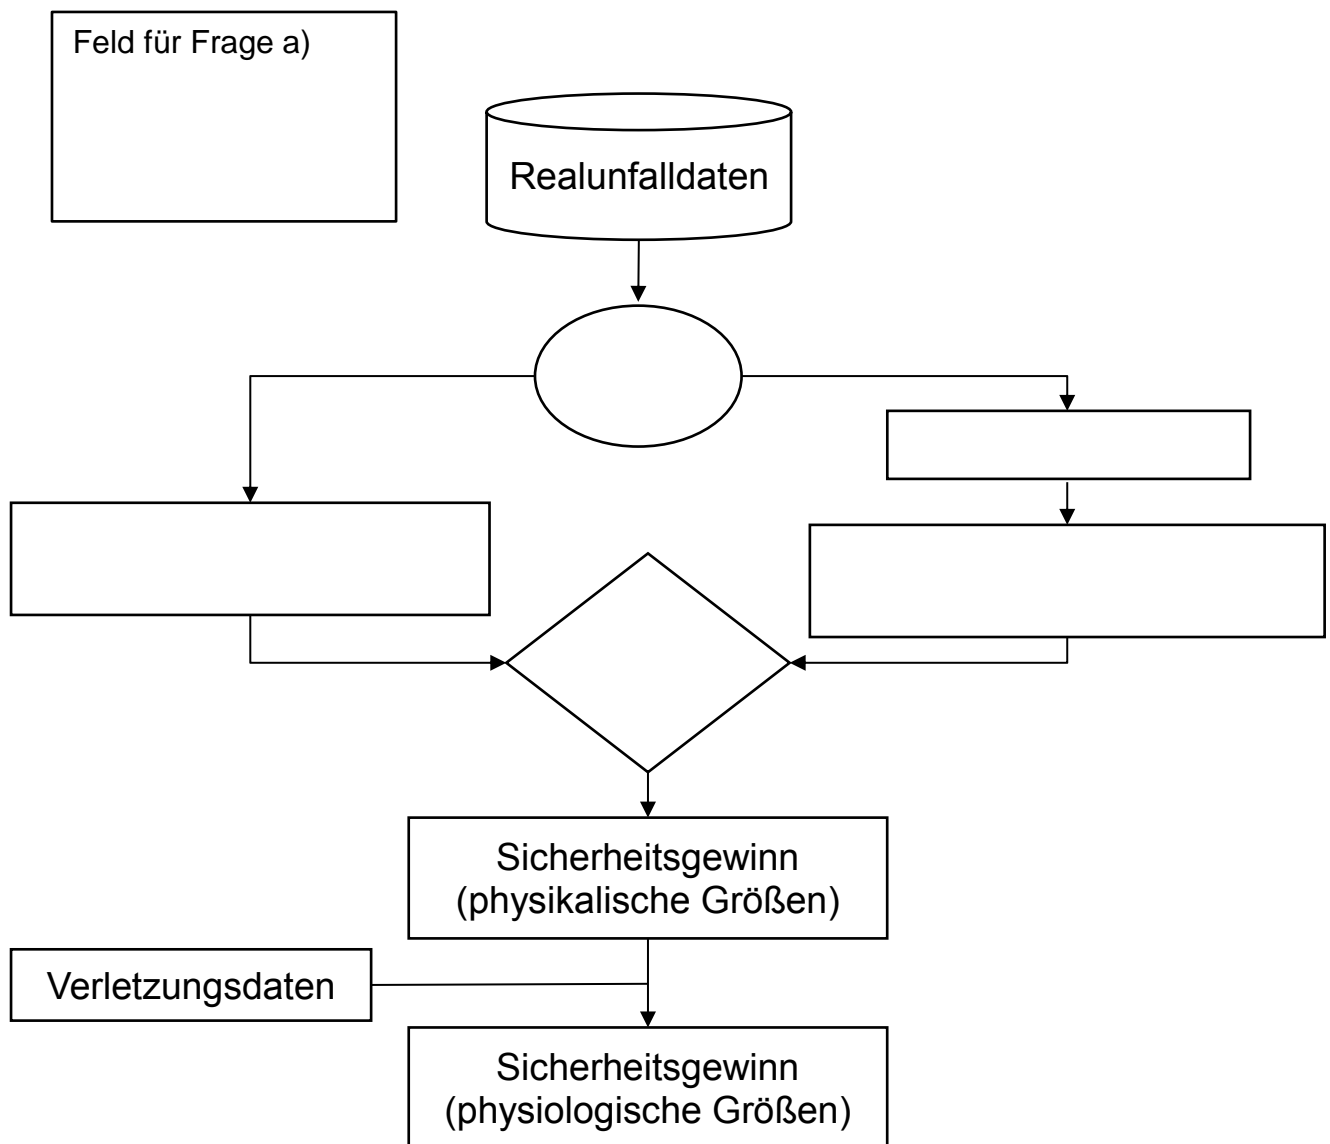 Feld für Frage a)
Realunfalldaten
Sicherheitsgewinn
(physikalische Größen)
Verletzungsdaten
Sicherheitsgewinn
(physiologische Größen)